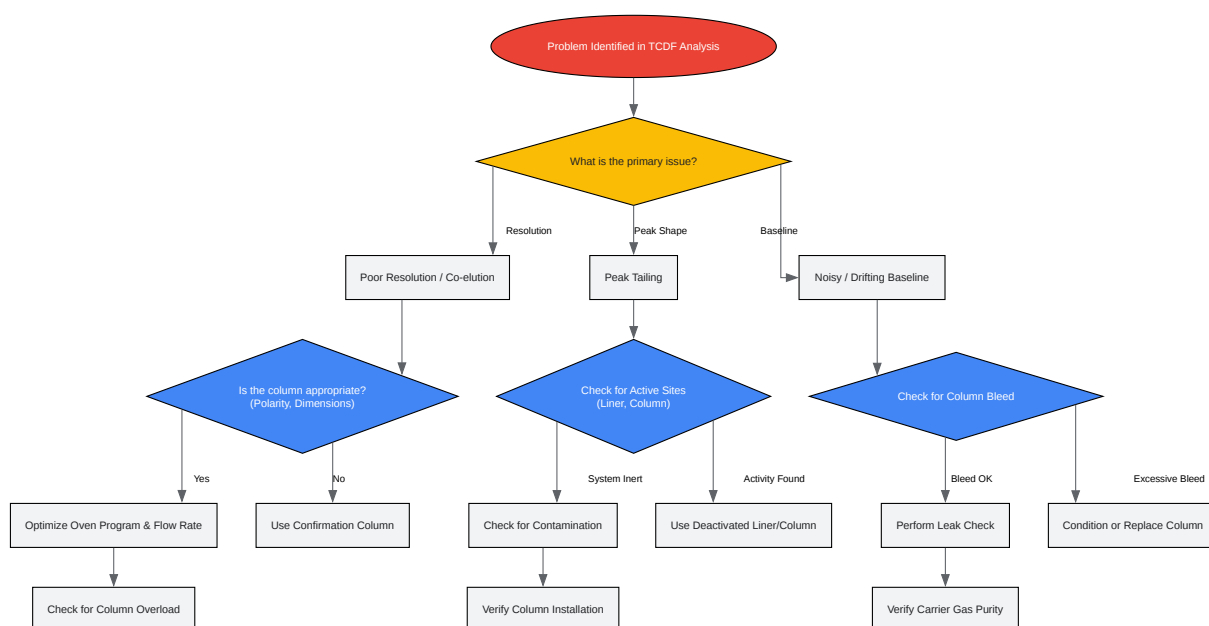 Problem Identified in TCDF Analysis
What is the primary issue?
Resolution
Peak Shape
Baseline
Poor Resolution / Co-elution
Peak Tailing
Noisy / Drifting Baseline
Is the column appropriate?
(Polarity, Dimensions)
Check for Active Sites
(Liner, Column)
Check for Column Bleed
Yes
No
System Inert
Activity Found
Bleed OK
Excessive Bleed
Optimize Oven Program & Flow Rate
Use Confirmation Column
Check for Contamination
Use Deactivated Liner/Column
Perform Leak Check
Condition or Replace Column
Check for Column Overload
Verify Column Installation
Verify Carrier Gas Purity